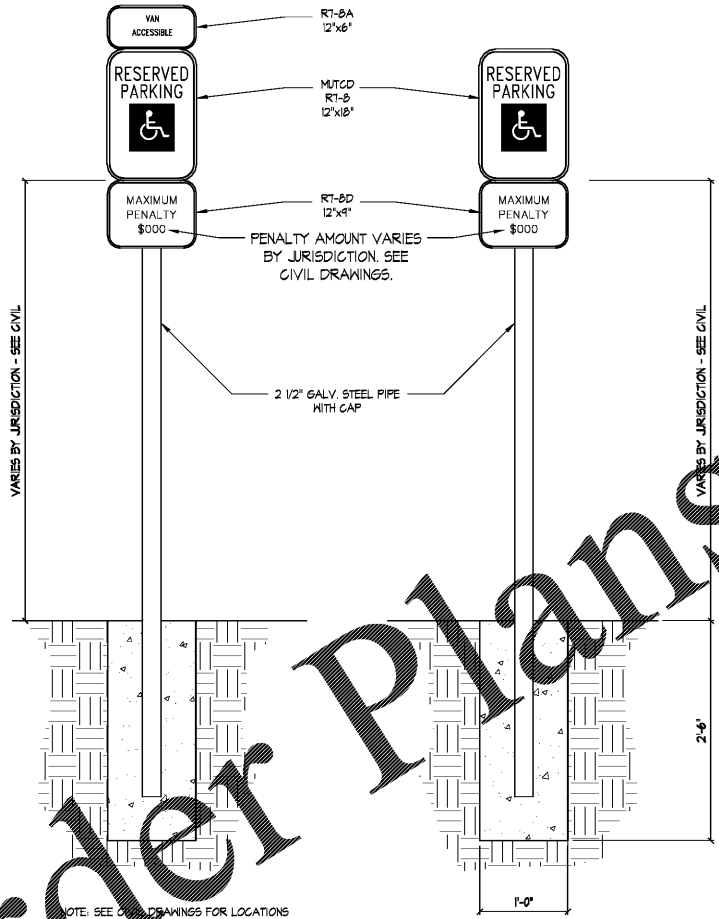 VAN
ACCESSIBLE
R7-8A
12"x6"
RESERVED
PARKING
MUTCD
R7-8
12"x18"
RESERVED
PARKING
MAXIMUM
PENALTY
$000
R7-8D
12"x9"
MAXIMUM
PENALTY
$000
PENALTY AMOUNT VARIES
BY JURISDICTION. SEE
CIVIL DRAWINGS.
VARIES BY JURISDICTION - SEE CIVIL
2 1/2" GALV. STEEL PIPE
WITH CAP
VARIES BY JURISDICTION - SEE CIVIL
2'-6"
1'-0"
NOTE: SEE CIVIL DRAWINGS FOR LOCATIONS
Plans